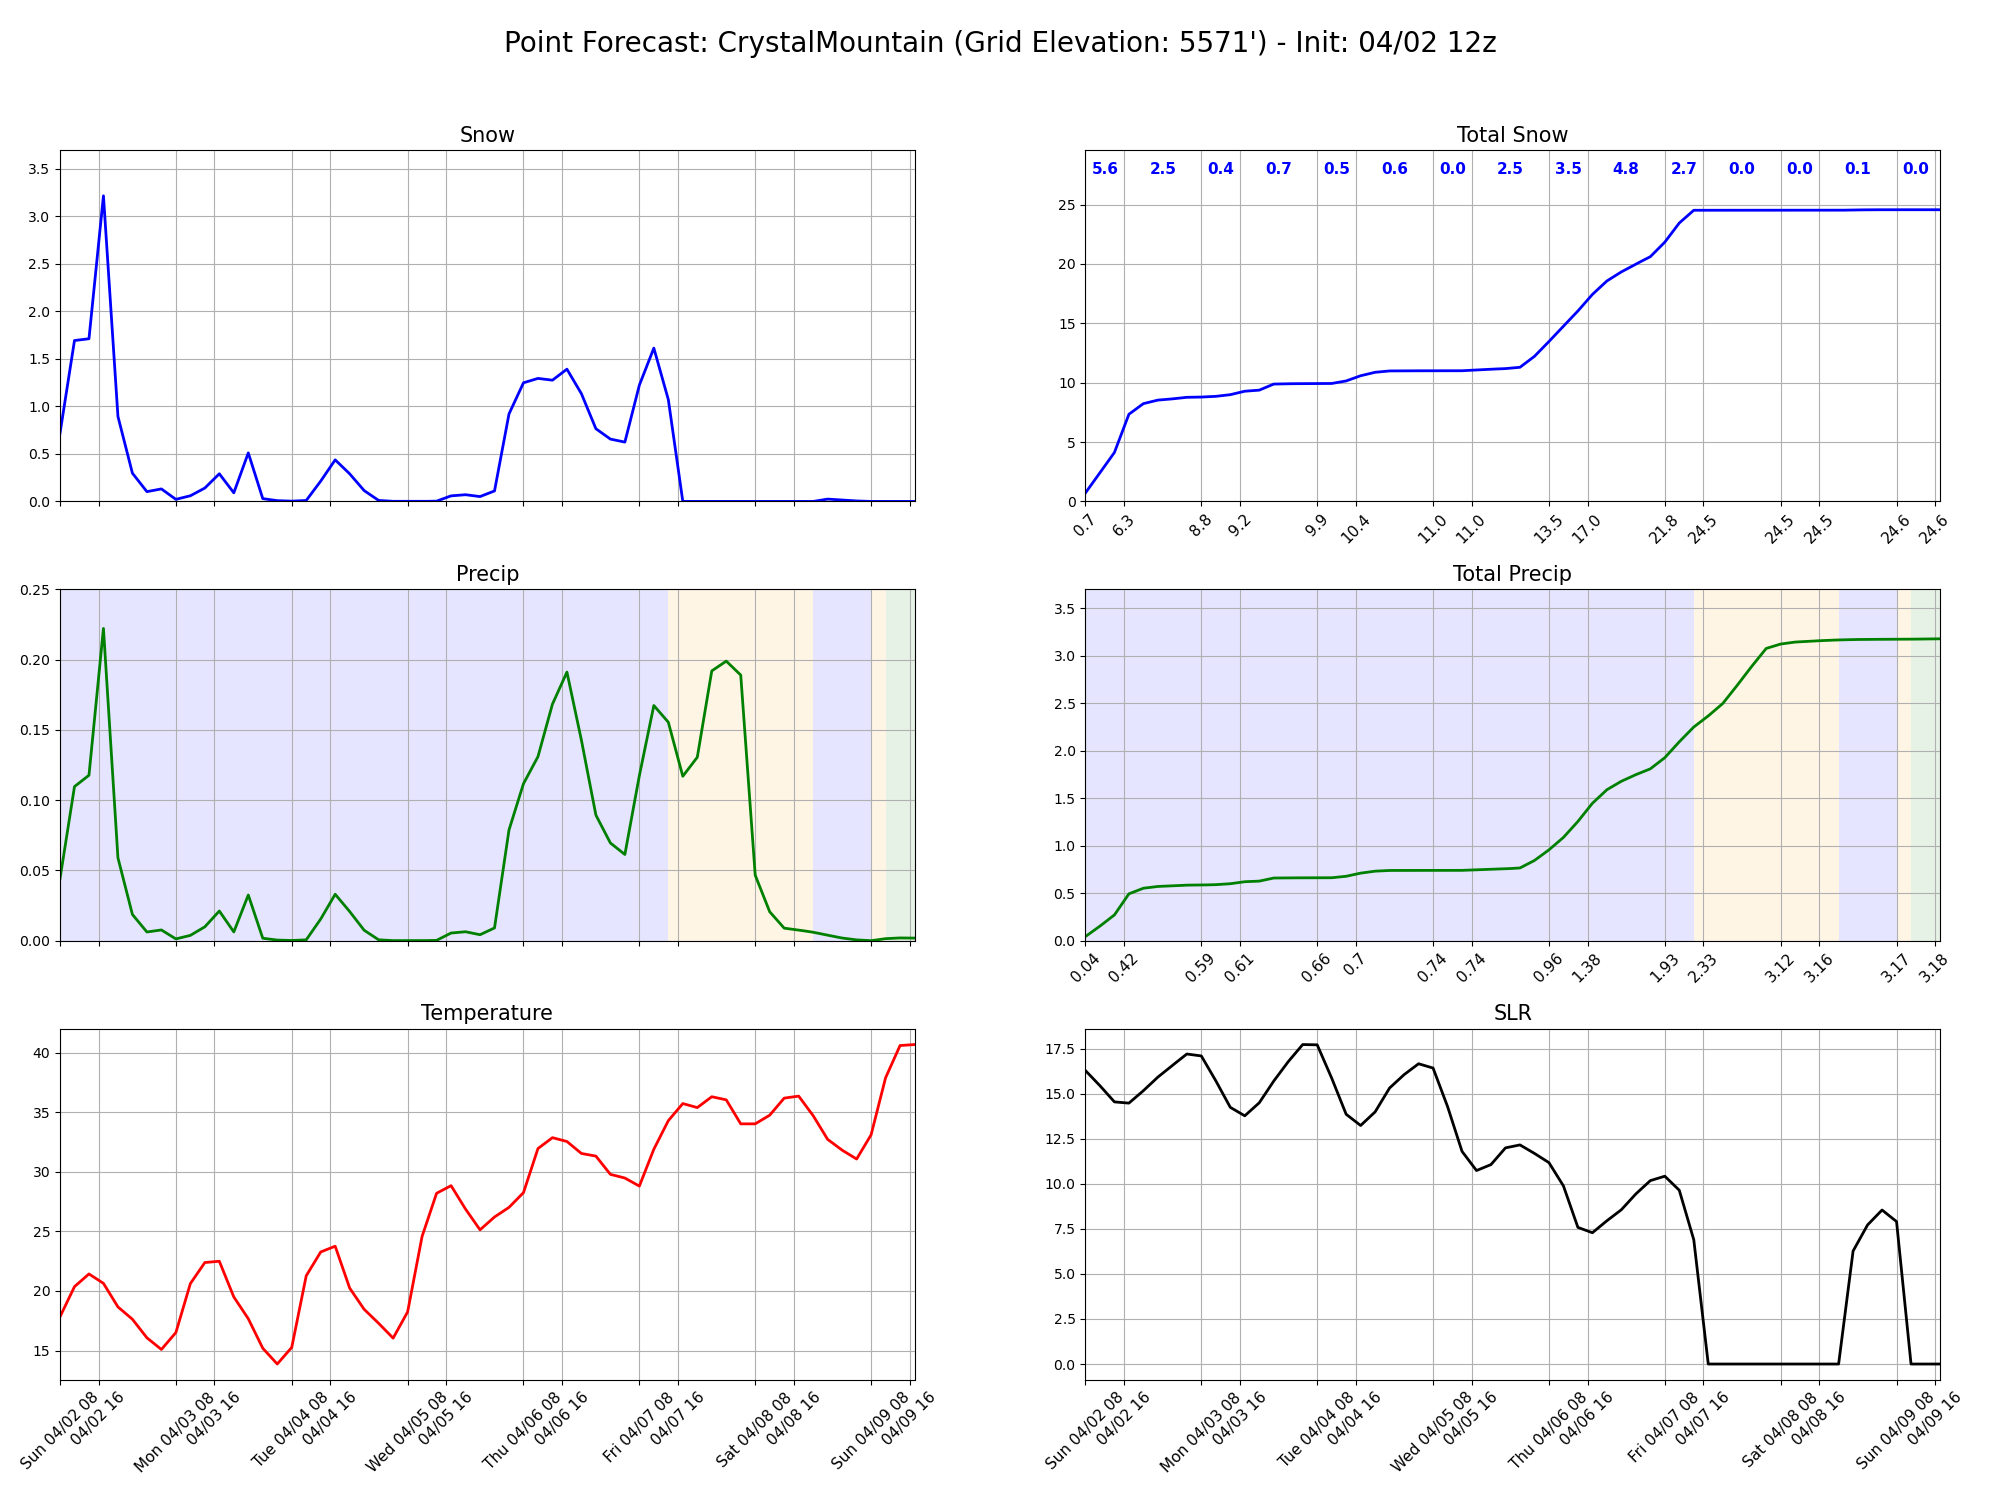 Point Forecast: CrystalMountain (Grid Elevation: 5571') - Init: 04/02 12z
Snow
3.5
3.0
2.5
2.0
1.5
1.0
0.5
0.0
Total Snow
5.6 2.5 0.4 0.7 0.5 0.6 0.0 2.5 3.5 4.8 2.7 0.0 0.0 0.1 0.0
25
20
15
10
5
0
0.7 6.3 8.8 9.2 9.9 10.4 11.0 11.0 13.5 17.0 21.8 24.5 24.5 24.5 24.6 24.6
Precip
0.25
0.20
0.15
0.10
0.05
0.00
Total Precip
3.5
3.0
2.5
2.0
1.5
1.0
0.5
0.0
0.04 0.42 0.59 0.61 0.66 0.7 0.74 0.74 0.96 1.38 1.93 2.33 3.12 3.16 3.17 3.18
Temperature
40
35
30
25
20
15
Sun 04/02 08
04/02 16
Mon 04/03 08
04/03 16
Tue 04/04 08
04/04 16
Wed 04/05 08
04/05 16
Thu 04/06 08
04/06 16
Fri 04/07 08
04/07 16
Sat 04/08 08
04/08 16
Sun 04/09 08
04/09 16
SLR
17.5
15.0
12.5
10.0
7.5
5.0
2.5
0.0
Sun 04/02 08
04/02 16
Mon 04/03 08
04/03 16
Tue 04/04 08
04/04 16
Wed 04/05 08
04/05 16
Thu 04/06 08
04/06 16
Fri 04/07 08
04/07 16
Sat 04/08 08
04/08 16
Sun 04/09 08
04/09 16